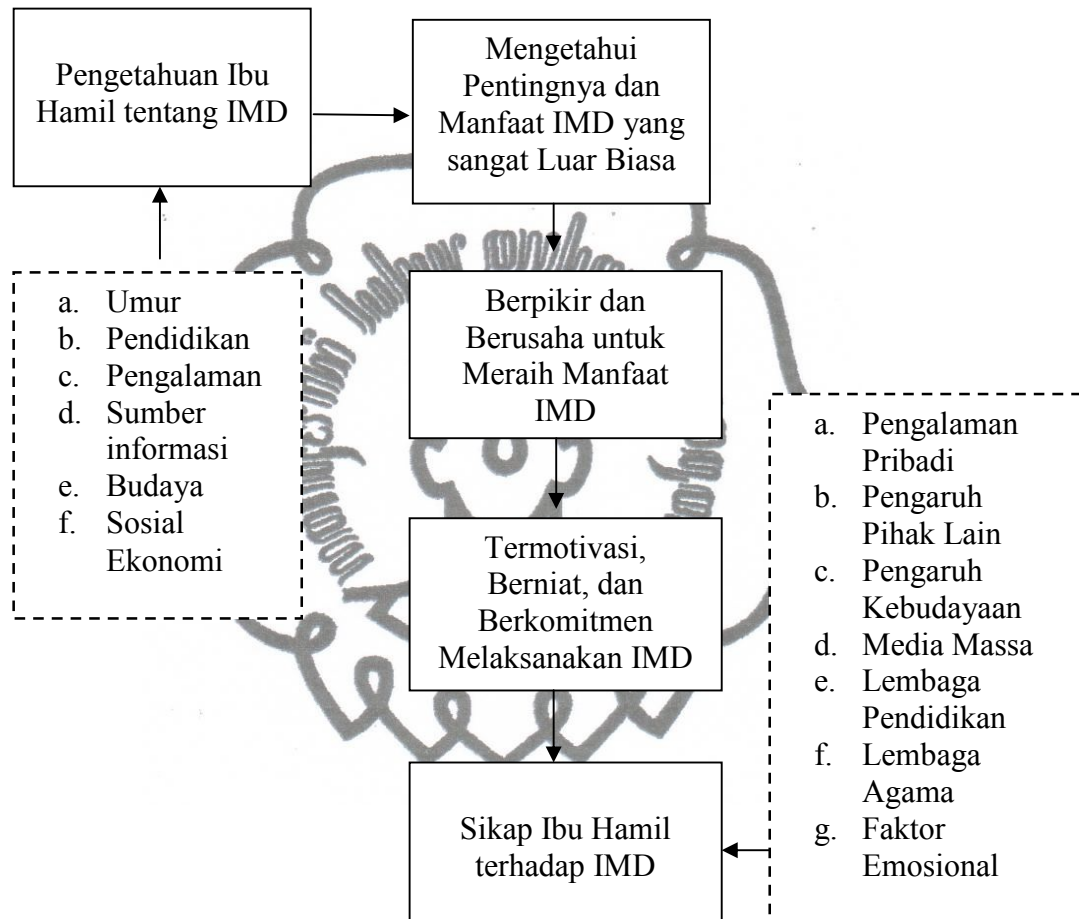 Pengetahuan Ibu
Hamil tentang IMD
Mengetahui
Pentingnya dan
Manfaat IMD yang
sangat Luar Biasa
a. Umur
b. Pendidikan
c. Pengalaman
d. Sumber
informasi
e. Budaya
f. Sosial
Ekonomi
Berpikir dan
Berusaha untuk
Meraih Manfaat
IMD
Termotivasi,
Berniat, dan
Berkomitmen
Melaksanakan IMD
a. Pengalaman
Pribadi
b. Pengaruh
Pihak Lain
c. Pengaruh
Kebudayaan
d. Media Massa
e. Lembaga
Pendidikan
f. Lembaga
Agama
g. Faktor
Emosional
Sikap Ibu Hamil
terhadap IMD